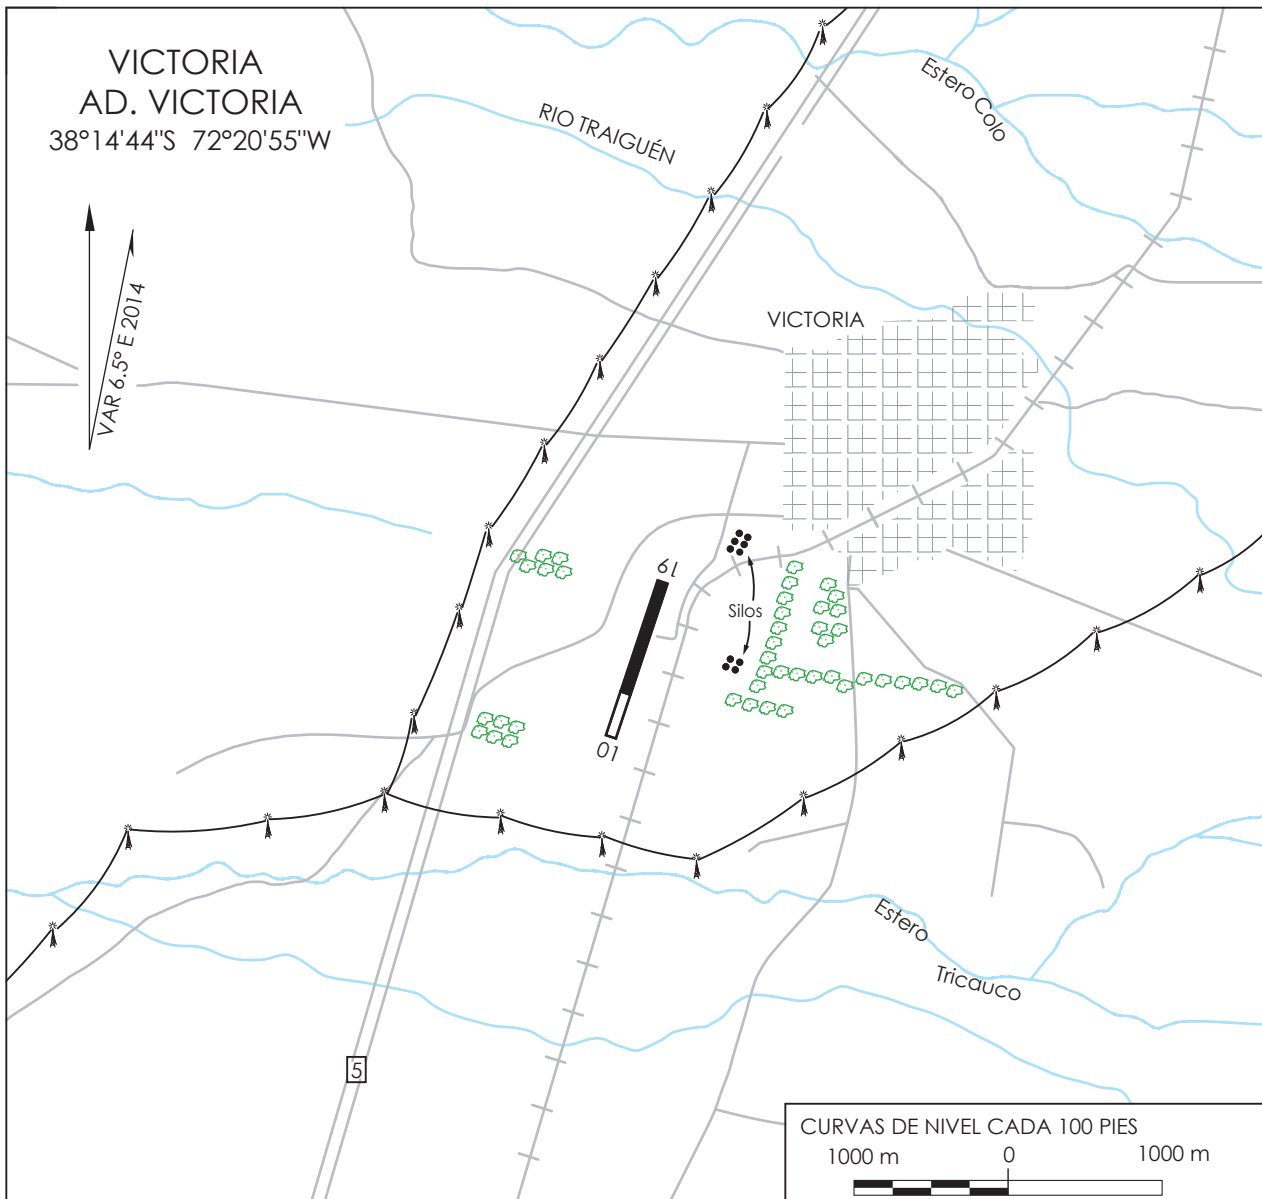 VICTORIA
AD. VICTORIA
38°14'44"S 72°20'55"W
VAR 6.5° E 2014
RIO TRAIGUÉN
Estero Colo
VICTORIA
19
Silos
01
Estero
Tricauco
5
CURVAS DE NIVEL CADA 100 PIES
1000 m 0 1000 m